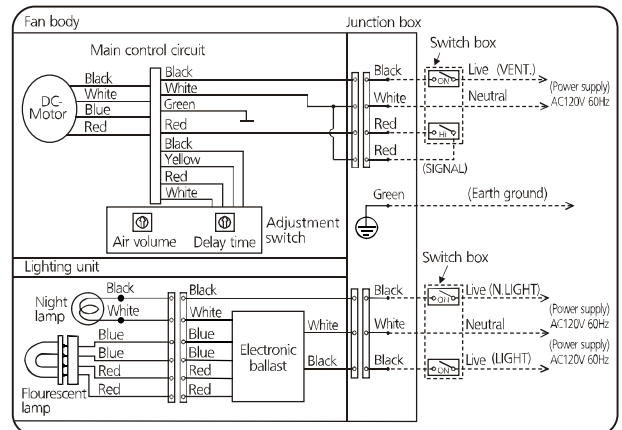 Fan body
Junction box
Main control circuit
Switch box
Black
White
Blue
Red
DC-
Motor
Black
White
Green
Red
Black
Yellow
Red
White
Black
White
Red
Red
ON
Live (VENT.)
Neutral
(Power supply)
AC120V 60Hz
Hi
(SIGNAL)
Green
(Earth ground)
Air volume
Delay time
Adjustment
switch
Lighting unit
Switch box
Night
lamp
Black
White
Blue
Blue
Red
Red
Flourescent
lamp
Black
White
Blue
Blue
Red
Red
Electronic
ballast
White
Black
Black
White
Black
ON
Live (N.LIGHT)
(Power supply)
AC120V 60Hz
Neutral
(Power supply)
AC120V 60Hz
ON
Live (LIGHT)